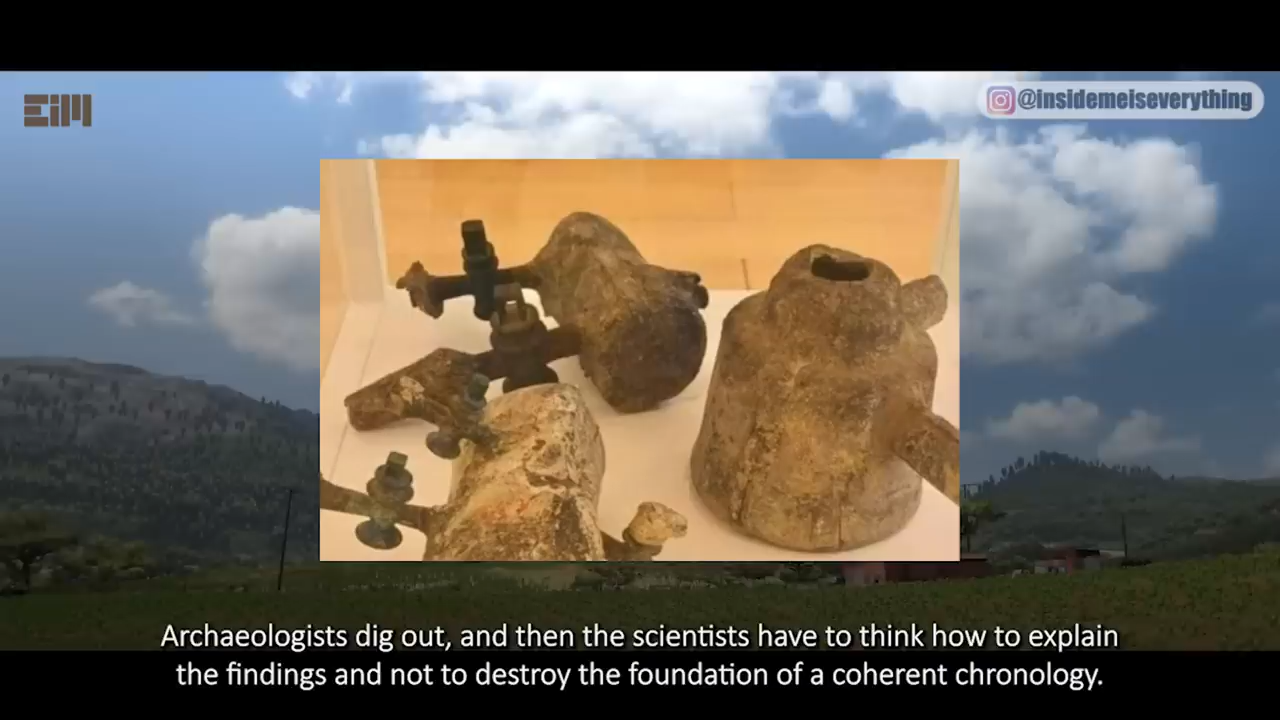 EiM
@insidemeiseverything
Archaeologists dig out, and then the scientists have to think how to explain
the findings and not to destroy the foundation of a coherent chronology.